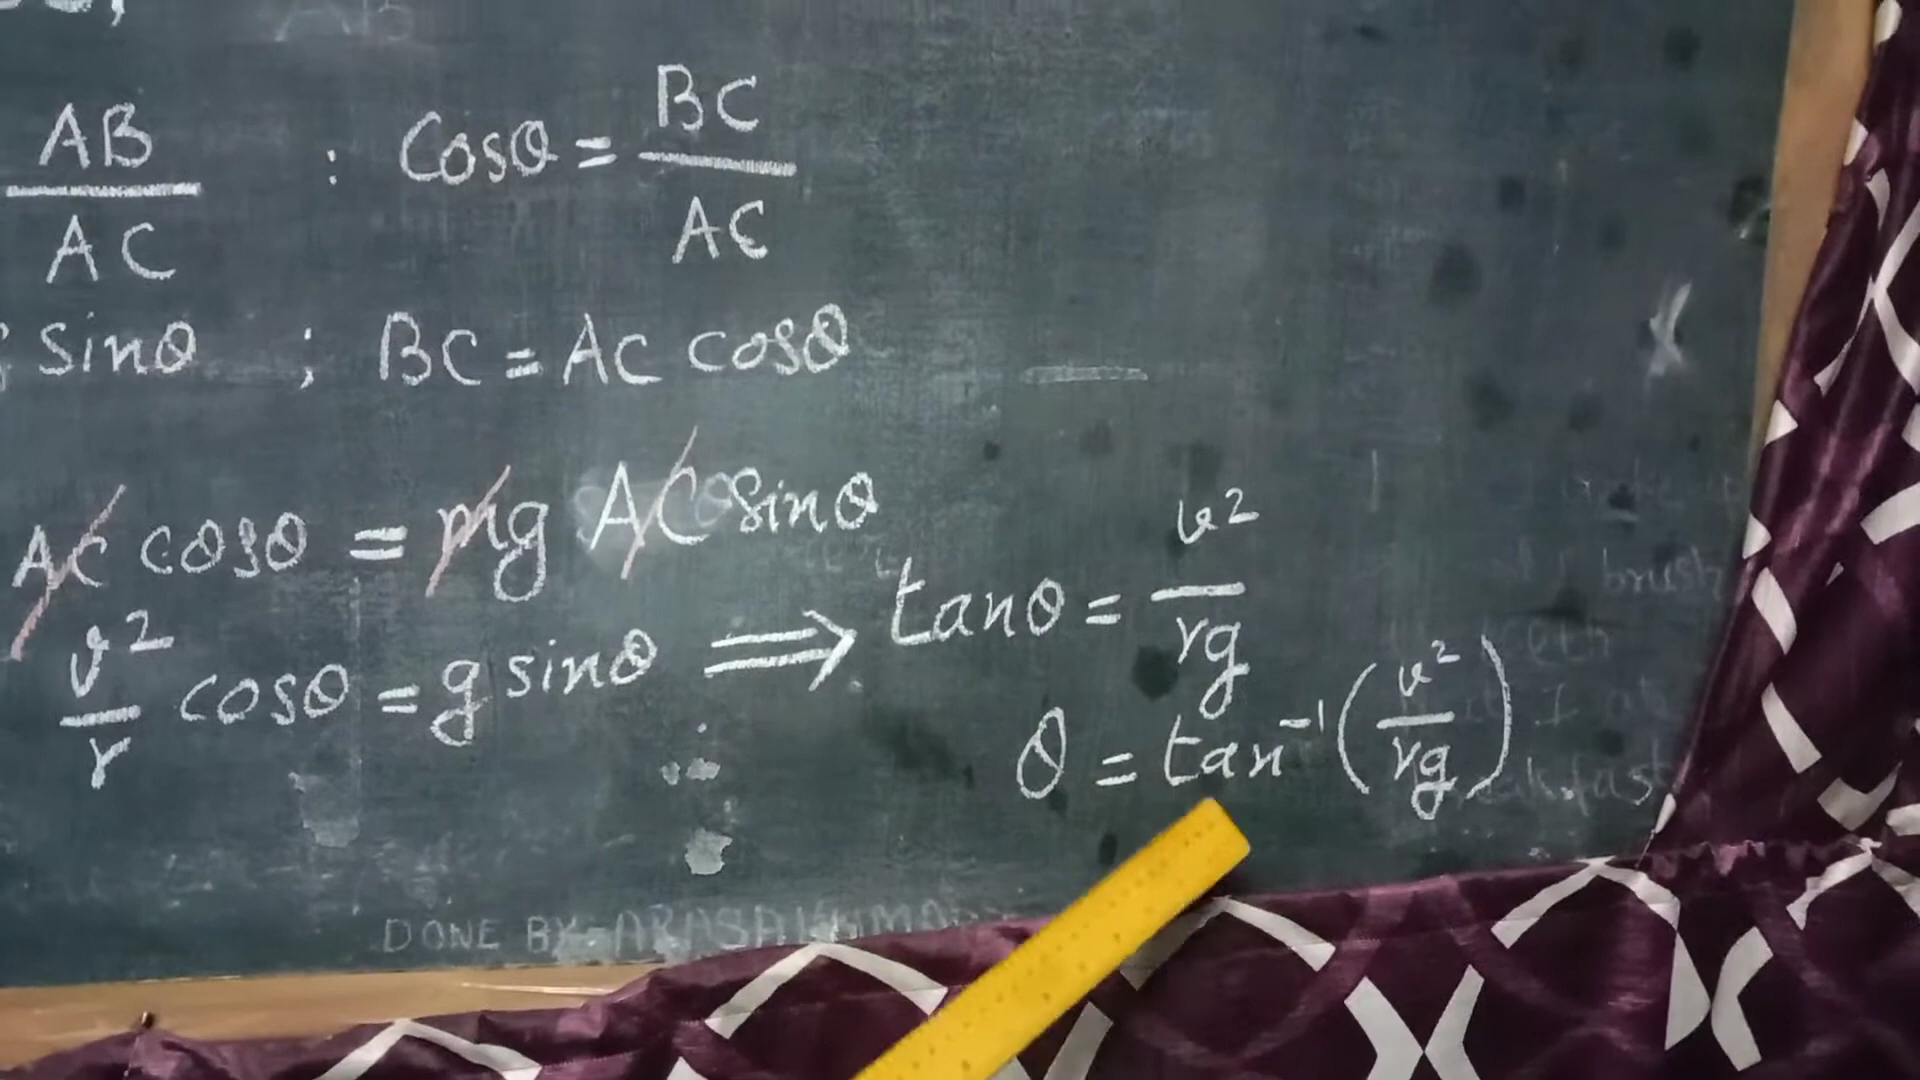 AB/AC : Cosθ = BC/AC
sinθ ; BC = AC cosθ
AC cosθ = mg AC sinθ
v²/r cosθ = g sinθ ⟹ tanθ = v²/rg
θ = tan⁻¹(v²/rg)
brush
DONE BY:-